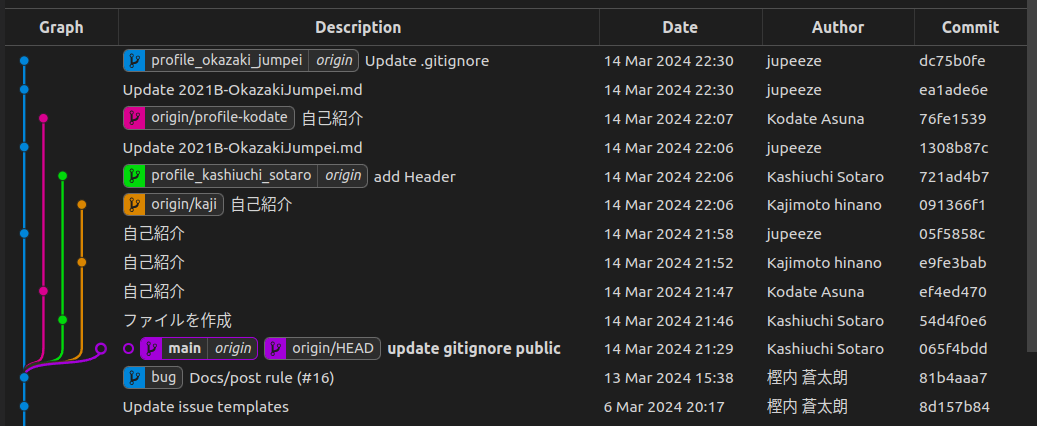 Graph Description Date Author Commit
profile_okazaki_jumpei origin Update .gitignore 14 Mar 2024 22:30 jupeeze dc75b0fe
Update 2021B-OkazakiJumpei.md 14 Mar 2024 22:30 jupeeze ea1ade6e
origin/profile-kodate 自己紹介 14 Mar 2024 22:07 Kodate Asuna 76fe1539
Update 2021B-OkazakiJumpei.md 14 Mar 2024 22:06 jupeeze 1308b87c
profile_kashiuchi_sotaro origin add Header 14 Mar 2024 22:06 Kashiuchi Sotaro 721ad4b7
origin/kaji 自己紹介 14 Mar 2024 22:06 Kajimoto hinano 091366f1
自己紹介 14 Mar 2024 21:58 jupeeze 05f5858c
自己紹介 14 Mar 2024 21:52 Kajimoto hinano e9fe3bab
自己紹介 14 Mar 2024 21:47 Kodate Asuna ef4ed470
ファイルを作成 14 Mar 2024 21:46 Kashiuchi Sotaro 54d4f0e6
main origin origin/HEAD update gitignore public 14 Mar 2024 21:29 Kashiuchi Sotaro 065f4bdd
bug Docs/post rule (#16) 13 Mar 2024 15:38 樫内 蒼太朗 81b4aaa7
Update issue templates 6 Mar 2024 20:17 樫内 蒼太朗 8d157b84